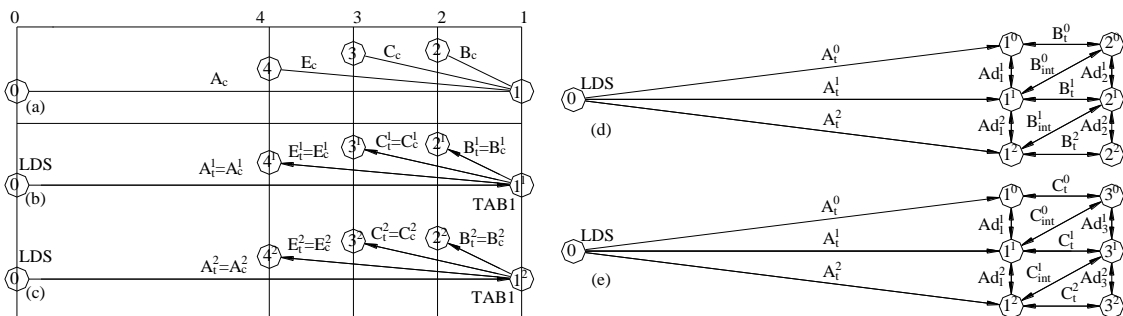 0 4 3 2 1
A_c E_c C_c B_c
0 4 3 2 1
(a)
LDS
A_t^1=A_c^1 E_t^1=E_c^1 C_t^1=C_c^1 B_t^1=B_c^1
0 4^1 3^1 2^1 1^1
(b) TAB1
LDS
A_t^2=A_c^2 E_t^2=E_c^2 C_t^2=C_c^2 B_t^2=B_c^2
0 4^2 3^2 2^2 1^2
(c) TAB1
A_t^0 1^0 B_t^0 2^0
Ad_1^1 B_int^0 Ad_2^1
0 LDS A_t^1 1^1 B_t^1 2^1
(d) Ad_1^2 B_int^1 Ad_2^2
A_t^2 1^2 B_t^2 2^2
A_t^0 1^0 C_t^0 3^0
Ad_1^1 C_int^0 Ad_3^1
0 LDS A_t^1 1^1 C_t^1 3^1
(e) Ad_1^2 C_int^1 Ad_3^2
A_t^2 1^2 C_t^2 3^2